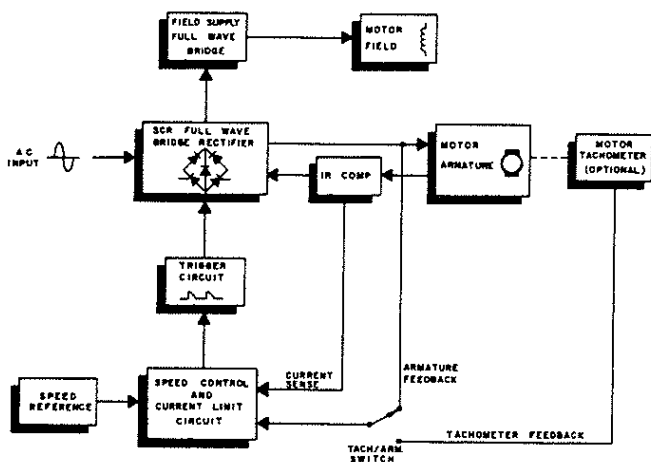 FIELD SUPPLY
FULL WAVE
BRIDGE
MOTOR
FIELD
AC
INPUT
SCR FULL WAVE
BRIDGE RECTIFIER
IR COMP
MOTOR
ARMATURE
MOTOR
TACHOMETER
(OPTIONAL)
TRIGGER
CIRCUIT
SPEED
REFERENCE
SPEED CONTROL
AND
CURRENT LIMIT
CIRCUIT
CURRENT
SENSE
ARMATURE
FEEDBACK
TACH/ARM.
SWITCH
TACHOMETER FEEDBACK